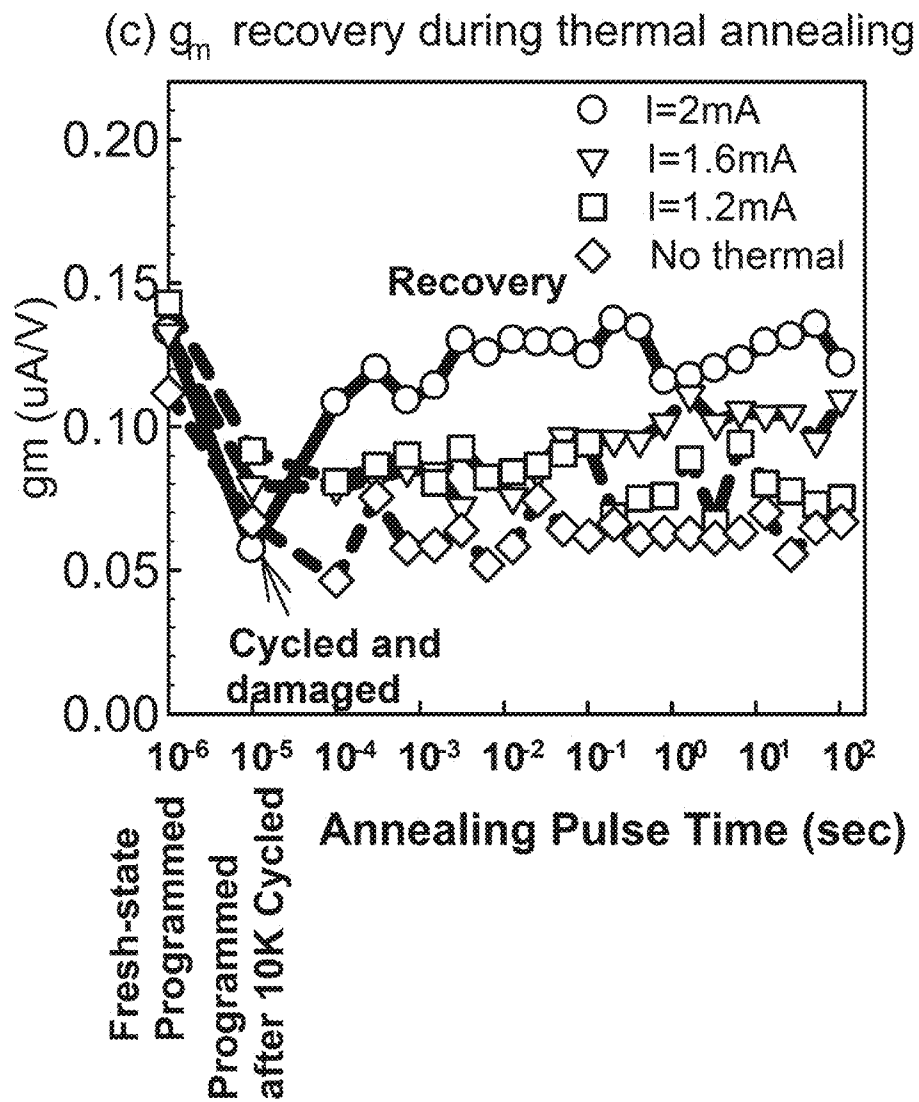 (c) gm recovery during thermal annealing
I=2mA
I=1.6mA
I=1.2mA
No thermal
Recovery
Cycled and
damaged
gm (uA/V)
0.20
0.15
0.10
0.05
0.00
10-6 10-5 10-4 10-3 10-2 10-1 100 101 102
Annealing Pulse Time (sec)
Fresh-state
Programmed
Programmed
after 10K Cycled